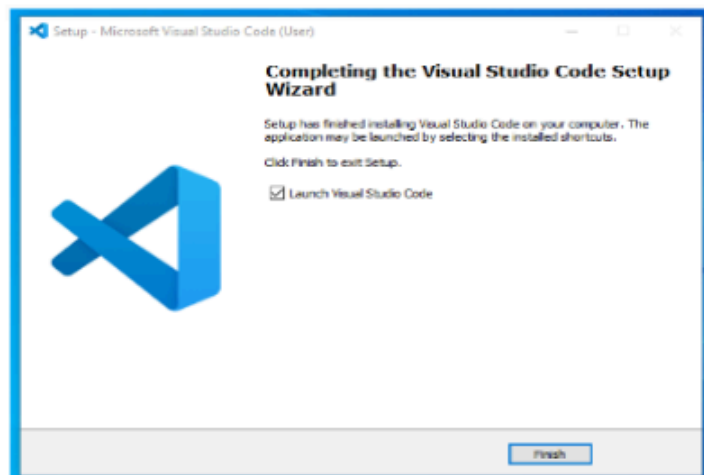 Setup - Microsoft Visual Studio Code (User)
Completing the Visual Studio Code Setup
Wizard
Setup has finished installing Visual Studio Code on your computer. The
application may be launched by selecting the installed shortcuts.
Click Finish to exit Setup.
Launch Visual Studio Code
Finish